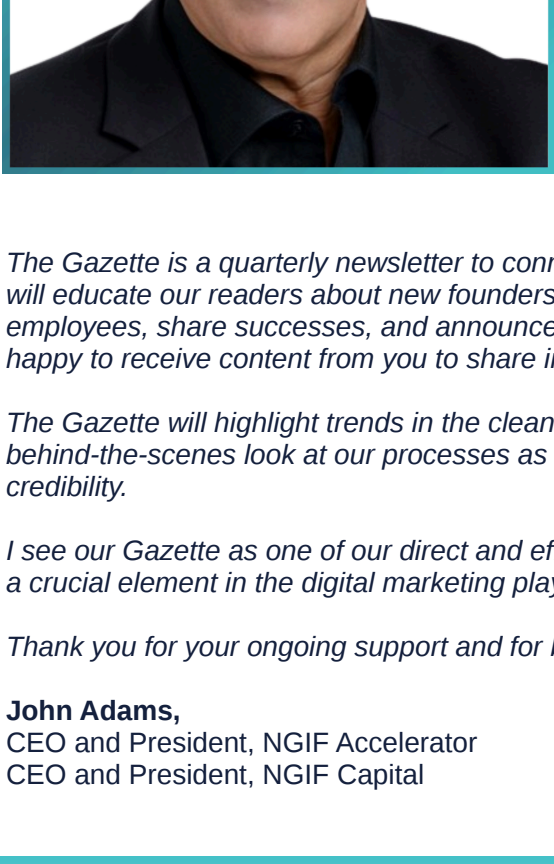 The Gazette is a quarterly newsletter to
will educate our readers about new founders
employees, share successes, and announce
happy to receive content from you to share
The Gazette will highlight trends in the clean
behind-the-scenes look at our processes as
credibility.
I see our Gazette as one of our direct and
a crucial element in the digital marketing
Thank you for your ongoing support and for
John Adams,
CEO and President, NGIF Accelerator
CEO and President, NGIF Capital